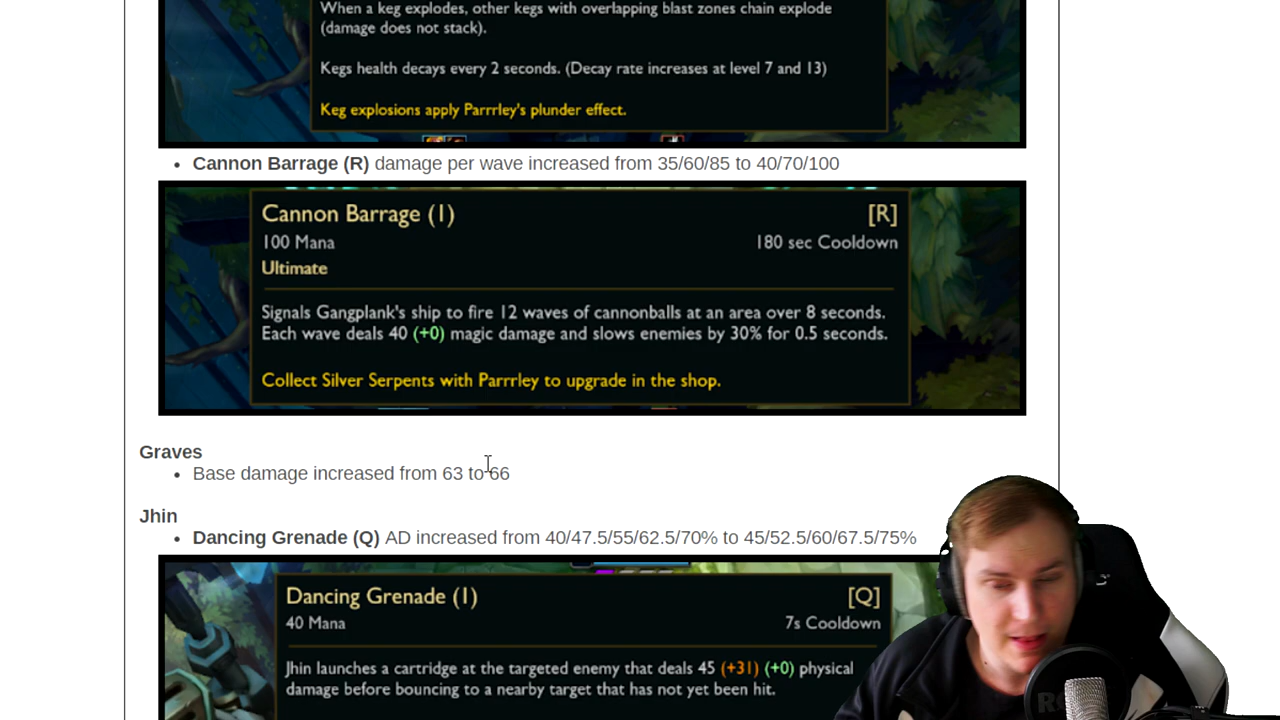 When a keg explodes, other kegs with overlapping blast zones chain explode
(damage does not stack).
Kegs health decays every 2 seconds. (Decay rate increases at level 7 and 13)
Keg explosions apply Parrrley's plunder effect.
• Cannon Barrage (R) damage per wave increased from 35/60/85 to 40/70/100
Cannon Barrage (1) [R]
100 Mana 180 sec Cooldown
Ultimate
Signals Gangplank's ship to fire 12 waves of cannonballs at an area over 8 seconds.
Each wave deals 40 (+0) magic damage and slows enemies by 30% for 0.5 seconds.
Collect Silver Serpents with Parrrley to upgrade in the shop.
Graves
• Base damage increased from 63 to 66
Jhin
• Dancing Grenade (Q) AD increased from 40/47.5/55/62.5/70% to 45/52.5/60/67.5/75%
Dancing Grenade (1) [Q]
40 Mana 7s Cooldown
Jhin launches a cartridge at the targeted enemy that deals 45 (+31) (+0) physical
damage before bouncing to a nearby target that has not yet been hit.